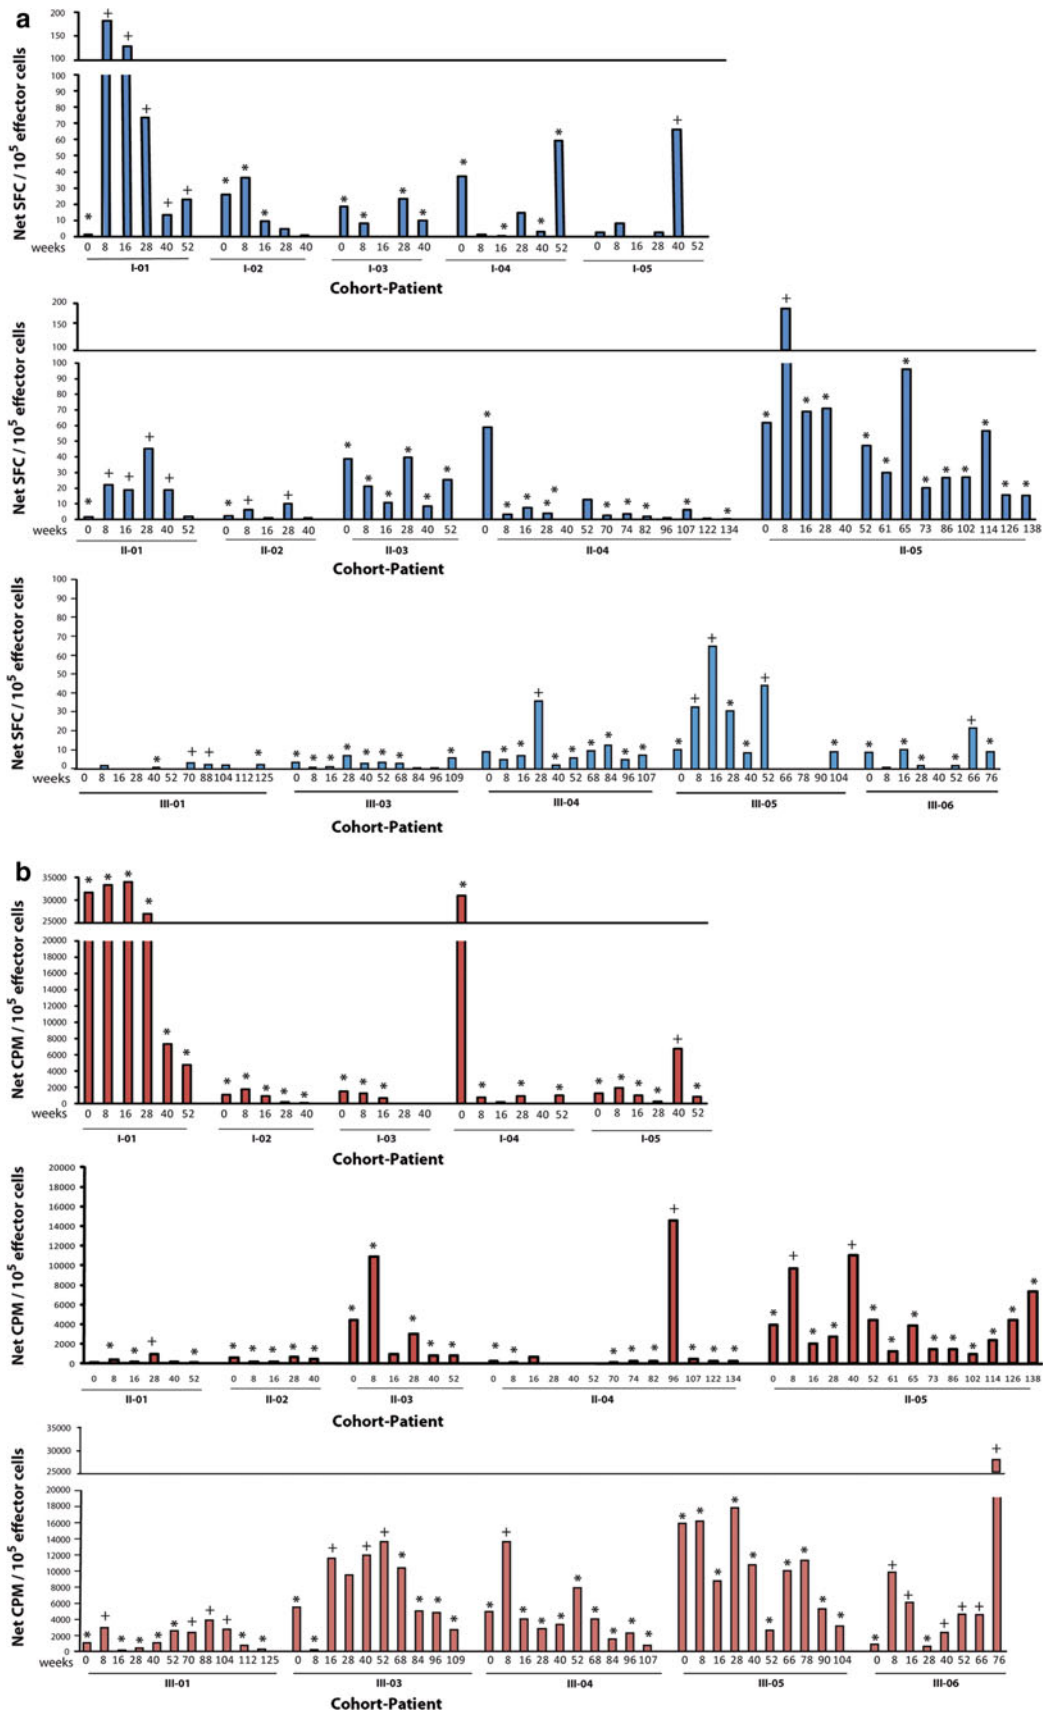 a
Net SFC / 10⁵ effector cells
200
150
100
100
90
80
70
60
50
40
30
20
10
0
+ + + + + * * * * * * * * * * * * * +
weeks 0 8 16 28 40 52 0 8 16 28 40 0 8 16 28 40 0 8 16 28 40 52 0 8 16 28 40 52
I-01 I-02 I-03 I-04 I-05
Cohort-Patient
Net SFC / 10⁵ effector cells
200
150
100
100
90
80
70
60
50
40
30
20
10
0
weeks 0 8 16 28 40 52 0 8 16 28 40 0 8 16 28 40 52 0 8 16 28 40 52 70 74 82 96 107 122 134 0 8 16 28 40 52 61 65 73 86 102 114 126 138
II-01 II-02 II-03 II-04 II-05
Cohort-Patient
Net SFC / 10⁵ effector cells
100
90
80
70
60
50
40
30
20
10
0
0 8 16 28 40 52 70 88 104 112 125 0 8 16 28 40 52 68 84 96 109 0 8 16 28 40 52 68 84 96 107 0 8 16 28 40 52 66 78 90 104 0 8 16 28 40 52 66 76
III-01 III-03 III-04 III-05 III-06
Cohort-Patient
b
Net CPM / 10⁵ effector cells
35000
30000
25000
20000
18000
16000
14000
12000
10000
8000
6000
4000
2000
0
weeks 0 8 16 28 40 52 0 8 16 28 40 0 8 16 28 40 0 8 16 28 40 52 0 8 16 28 40 52
I-01 I-02 I-03 I-04 I-05
Cohort-Patient
Net CPM / 10⁵ effector cells
20000
18000
16000
14000
12000
10000
8000
6000
4000
2000
0
0 8 16 28 40 52 0 8 16 28 40 0 8 16 28 40 52 0 8 16 28 40 52 70 74 82 96 107 122 134 0 8 16 28 40 52 61 65 73 86 102 114 126 138
II-01 II-02 II-03 II-04 II-05
Cohort-Patient
Net CPM / 10⁵ effector cells
35000
30000
25000
20000
18000
16000
14000
12000
10000
8000
6000
4000
2000
0
weeks 0 8 16 28 40 52 70 88 104 112 125 0 8 16 28 40 52 68 84 96 109 0 8 16 28 40 52 68 84 96 107 0 8 16 28 40 52 66 78 90 104 0 8 16 28 40 52 66 76
III-01 III-03 III-04 III-05 III-06
Cohort-Patient